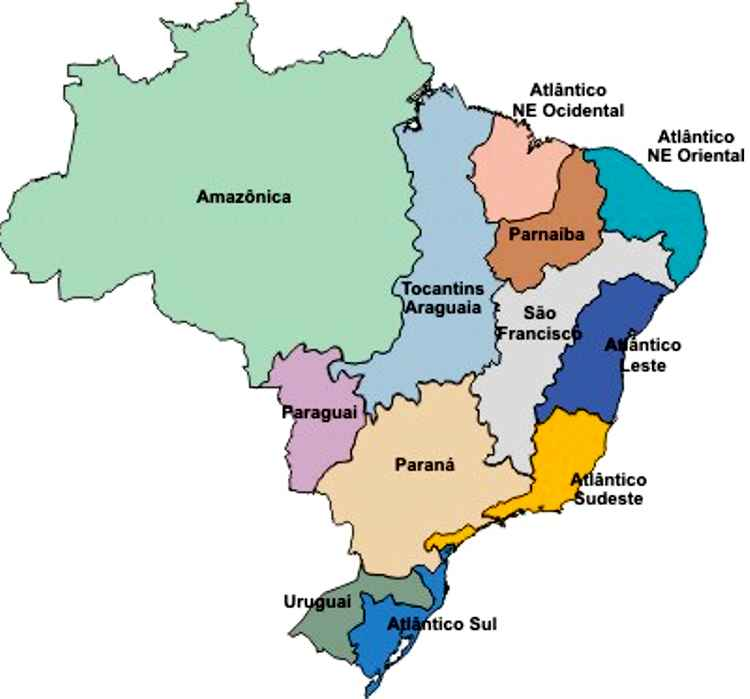 Atlântico
NE Ocidental
Atlântico
NE Oriental
Amazônica
Parnaíba
Tocantins
Araguaia
São
Francisco
Atlântico
Leste
Paraguai
Paraná
Atlântico
Sudeste
Uruguai
Atlântico Sul